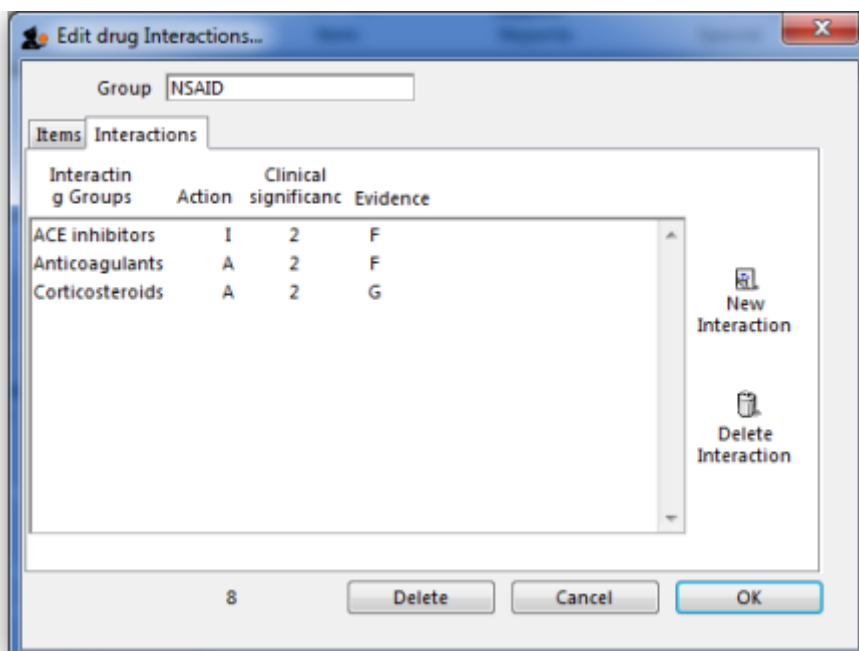 Edit drug Interactions...
Group NSAID
Items Interactions
Interactin Clinical
g Groups Action significanc Evidence
ACE inhibitors I 2 F
Anticoagulants A 2 F
Corticosteroids A 2 G
New
Interaction
Delete
Interaction
8 Delete Cancel OK